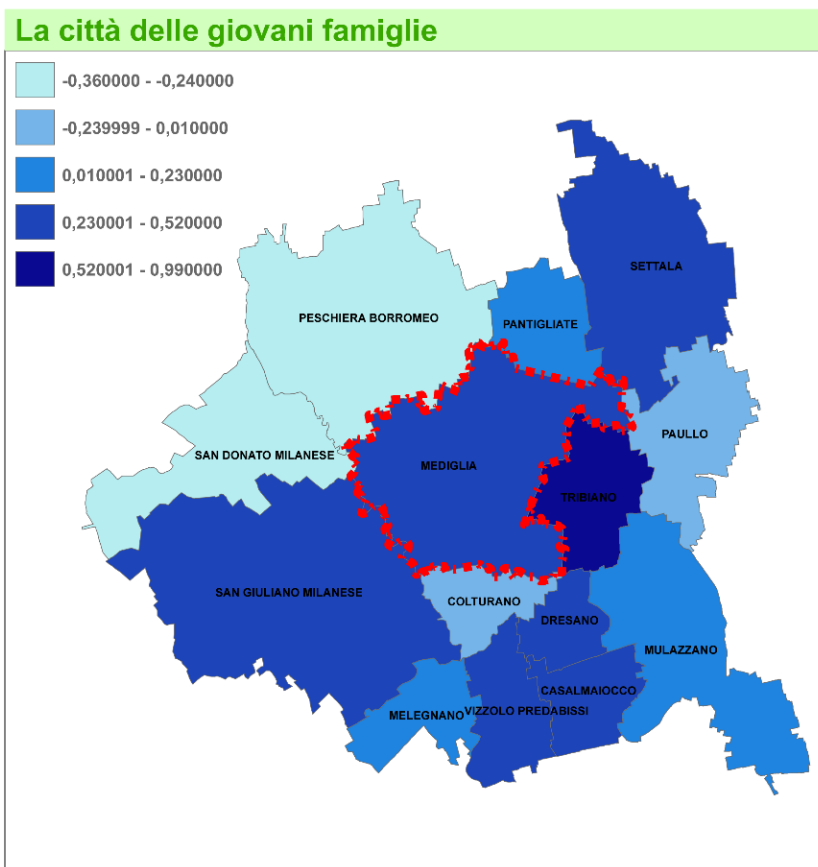 La città delle giovani famiglie
-0,360000 - -0,240000
-0,239999 - 0,010000
0,010001 - 0,230000
0,230001 - 0,520000
0,520001 - 0,990000
SETTALA
PESCHIERA BORROMEO
PANTIGLIATE
PAULLO
SAN DONATO MILANESE
MEDIGLIA
TRIBIANO
SAN GIULIANO MILANESE
COLTURANO
DRESANO
MULAZZANO
CASALMAIOCCO
MELEGNANO
VIZZOLO PREDABISSI